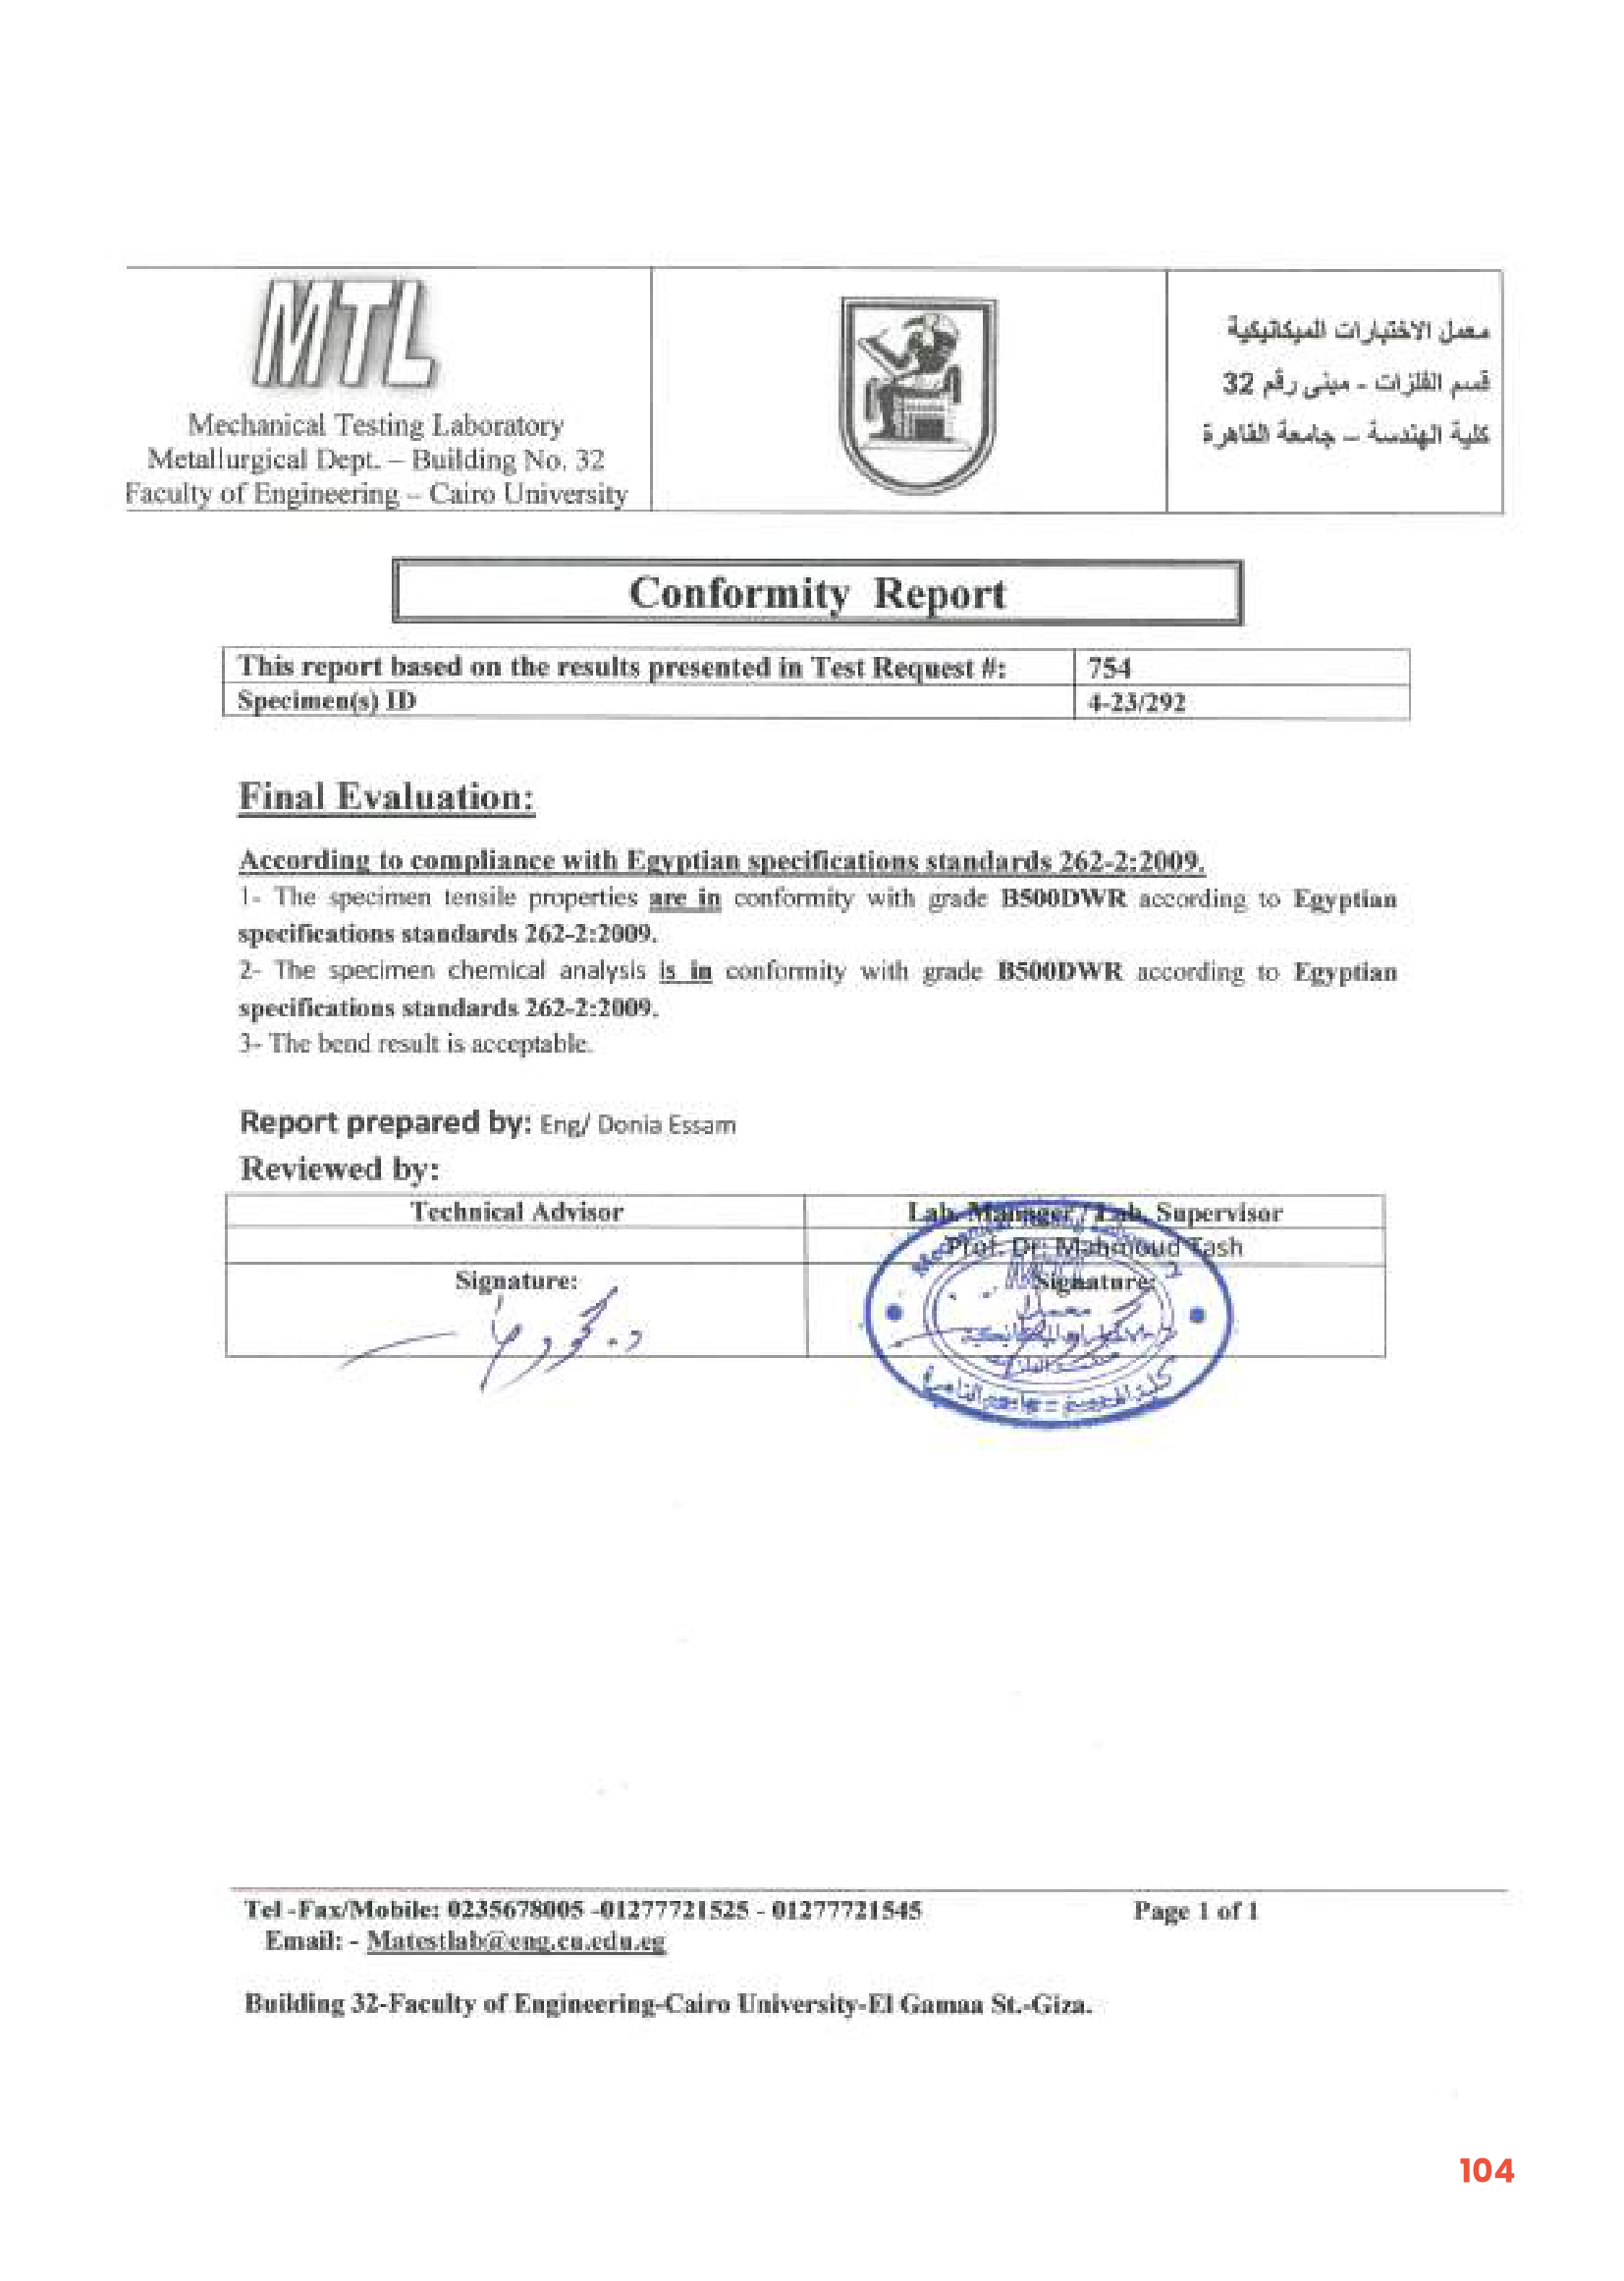 MTL
Mechanical Testing Laboratory
Metallurgical Dept. – Building No. 32
Faculty of Engineering – Cairo University
معمل الاختبارات الميكانيكية
قسم الفلزات - مبنى رقم 32
كلية الهندسة – جامعة القاهرة
Conformity Report
This report based on the results presented in Test Request #: 754
Specimen(s) ID 4-23/292
Final Evaluation:
According to compliance with Egyptian specifications standards 262-2:2009.
1- The specimen tensile properties are in conformity with grade B500DWR according to Egyptian
specifications standards 262-2:2009.
2- The specimen chemical analysis is in conformity with grade B500DWR according to Egyptian
specifications standards 262-2:2009.
3- The bend result is acceptable.
Report prepared by: Eng/ Donia Essam
Reviewed by:
Technical Advisor Lab. Manager / Lab. Supervisor
Prof. Dr. Mahmoud Tash
Signature: Signature:
كلية الهندسة - جامعة القاهرة
Tel -Fax/Mobile: 0235678005 -01277721525 - 01277721545 Page 1 of 1
Email: - Matestlab@eng.cu.edu.eg
Building 32-Faculty of Engineering-Cairo University-El Gamaa St.-Giza.
104